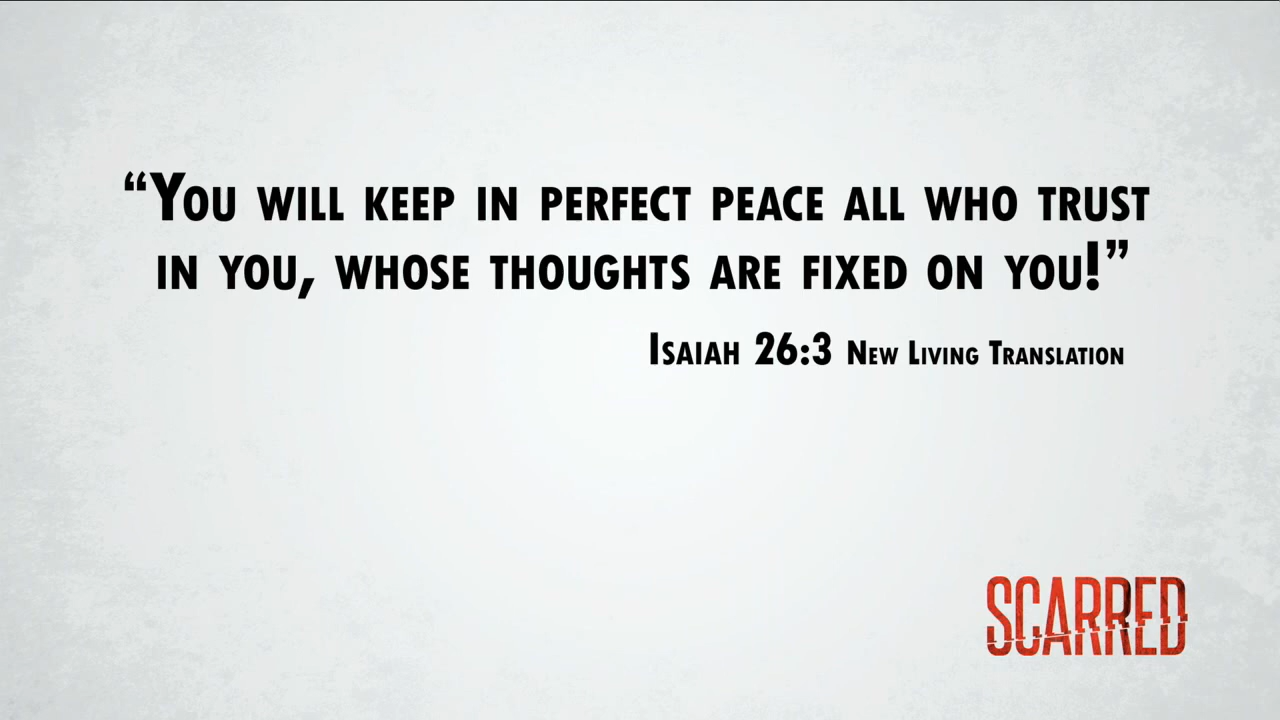 “You will keep in perfect peace all who trust
in you, whose thoughts are fixed on you!”
Isaiah 26:3 New Living Translation
SCARRED